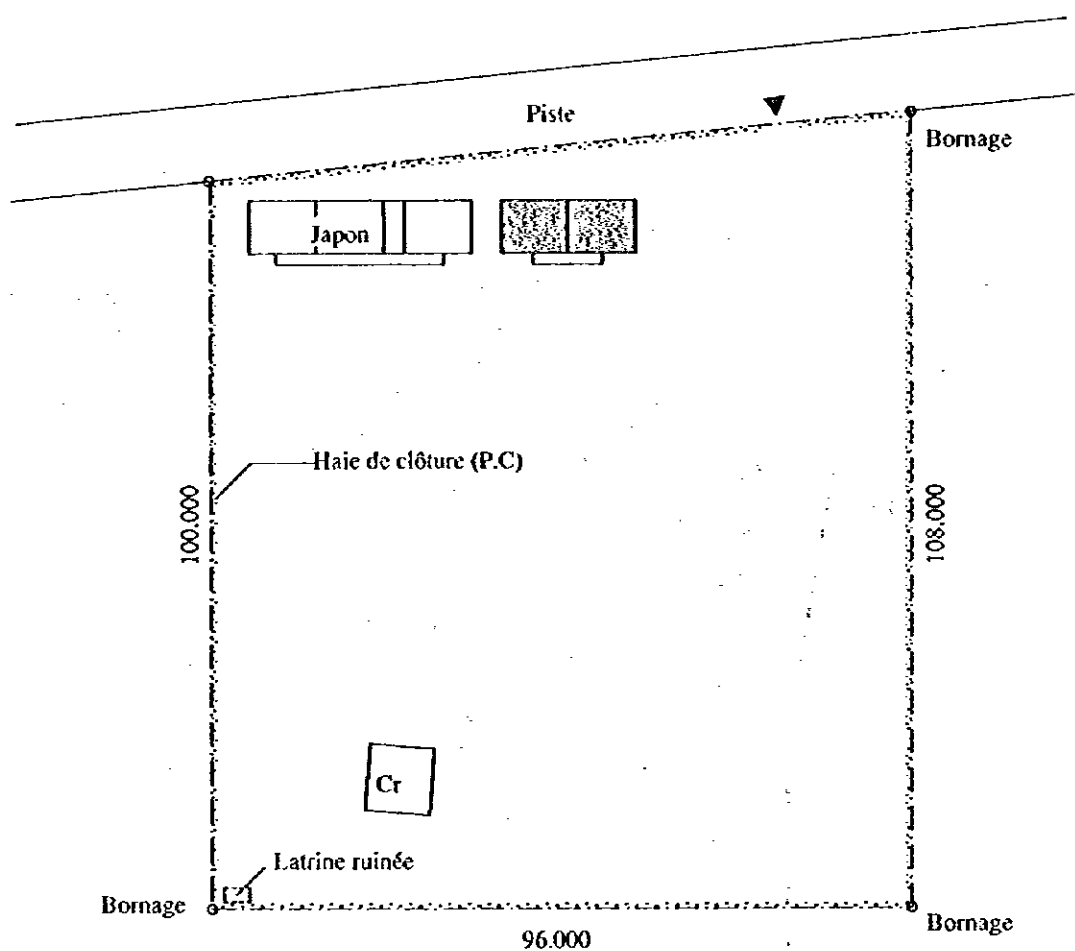 Piste
Bornage
Japon
Haie de clôture (P.C)
100.000
108.000
Cr
Latrine ruinée
Bornage
Bornage
96.000